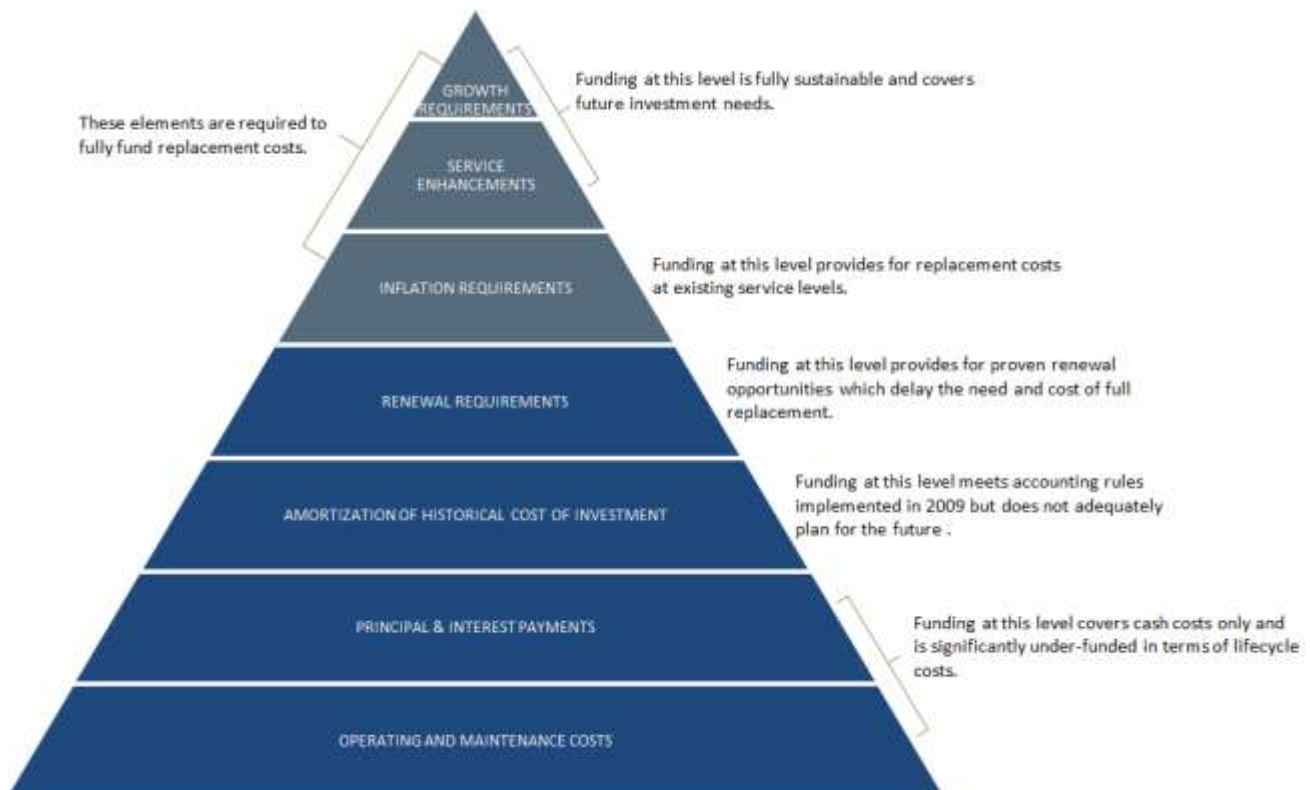 GROWTH
REQUIREMENTS
Funding at this level is fully sustainable and covers
future investment needs.
These elements are required to
fully fund replacement costs.
SERVICE
ENHANCEMENTS
INFLATION REQUIREMENTS
Funding at this level provides for replacement costs
at existing service levels.
RENEWAL REQUIREMENTS
Funding at this level provides for proven renewal
opportunities which delay the need and cost of full
replacement.
AMORTIZATION OF HISTORICAL COST OF INVESTMENT
Funding at this level meets accounting rules
implemented in 2009 but does not adequately
plan for the future .
PRINCIPAL & INTEREST PAYMENTS
Funding at this level covers cash costs only and
is significantly under-funded in terms of lifecycle
costs.
OPERATING AND MAINTENANCE COSTS